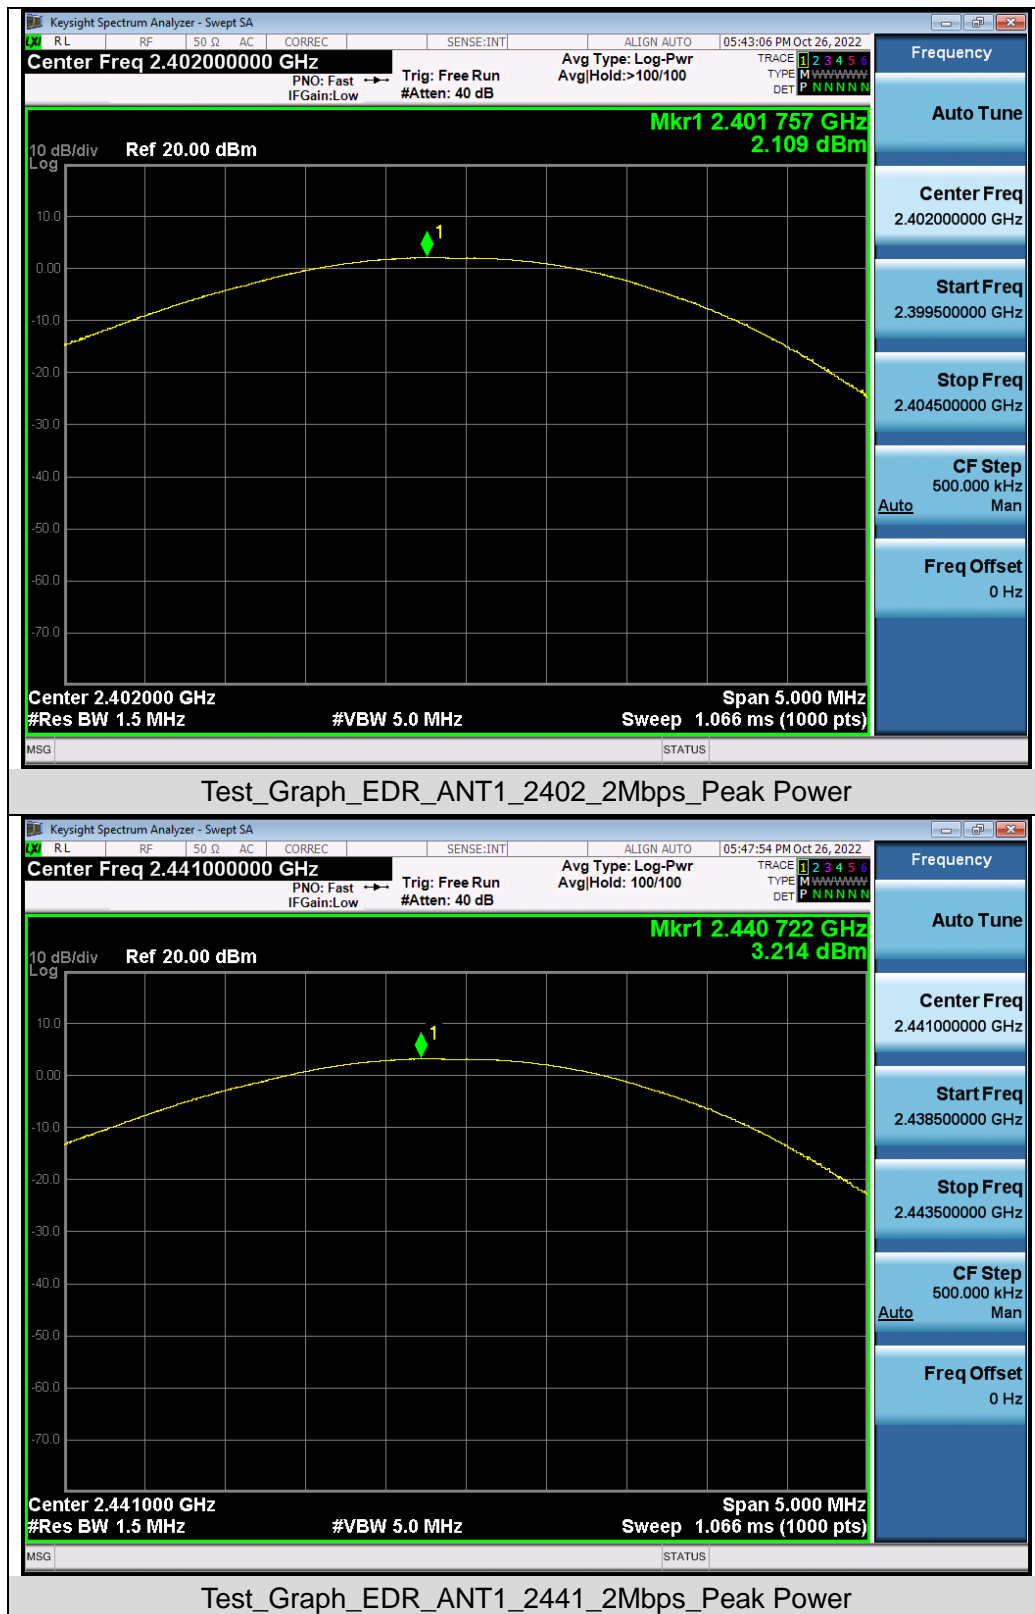 Keysight Spectrum Analyzer - Swept SA
LXI RL RF 50 Ω AC CORREC SENSE:INT ALIGN AUTO 05:43:06 PM Oct 26, 2022
Center Freq 2.402000000 GHz
PNO: Fast
IFGain:Low
Trig: Free Run
#Atten: 40 dB
Avg Type: Log-Pwr
Avg|Hold:>100/100
TRACE 1 2 3 4 5 6
TYPE M W W W W W
DET P N N N N N
Mkr1 2.401 757 GHz
2.109 dBm
10 dB/div Ref 20.00 dBm
Log
1
10.0
0.00
-10.0
-20.0
-30.0
-40.0
-50.0
-60.0
-70.0
Center 2.402000 GHz Span 5.000 MHz
#Res BW 1.5 MHz #VBW 5.0 MHz Sweep 1.066 ms (1000 pts)
MSG STATUS
Frequency
Auto Tune
Center Freq
2.402000000 GHz
Start Freq
2.399500000 GHz
Stop Freq
2.404500000 GHz
CF Step
500.000 kHz
Auto Man
Freq Offset
0 Hz
Test_Graph_EDR_ANT1_2402_2Mbps_Peak Power
Keysight Spectrum Analyzer - Swept SA
LXI RL RF 50 Ω AC CORREC SENSE:INT ALIGN AUTO 05:47:54 PM Oct 26, 2022
Center Freq 2.441000000 GHz
PNO: Fast
IFGain:Low
Trig: Free Run
#Atten: 40 dB
Avg Type: Log-Pwr
Avg|Hold: 100/100
TRACE 1 2 3 4 5 6
TYPE M W W W W W
DET P N N N N N
Mkr1 2.440 722 GHz
3.214 dBm
10 dB/div Ref 20.00 dBm
Log
1
10.0
0.00
-10.0
-20.0
-30.0
-40.0
-50.0
-60.0
-70.0
Center 2.441000 GHz Span 5.000 MHz
#Res BW 1.5 MHz #VBW 5.0 MHz Sweep 1.066 ms (1000 pts)
MSG STATUS
Frequency
Auto Tune
Center Freq
2.441000000 GHz
Start Freq
2.438500000 GHz
Stop Freq
2.443500000 GHz
CF Step
500.000 kHz
Auto Man
Freq Offset
0 Hz
Test_Graph_EDR_ANT1_2441_2Mbps_Peak Power